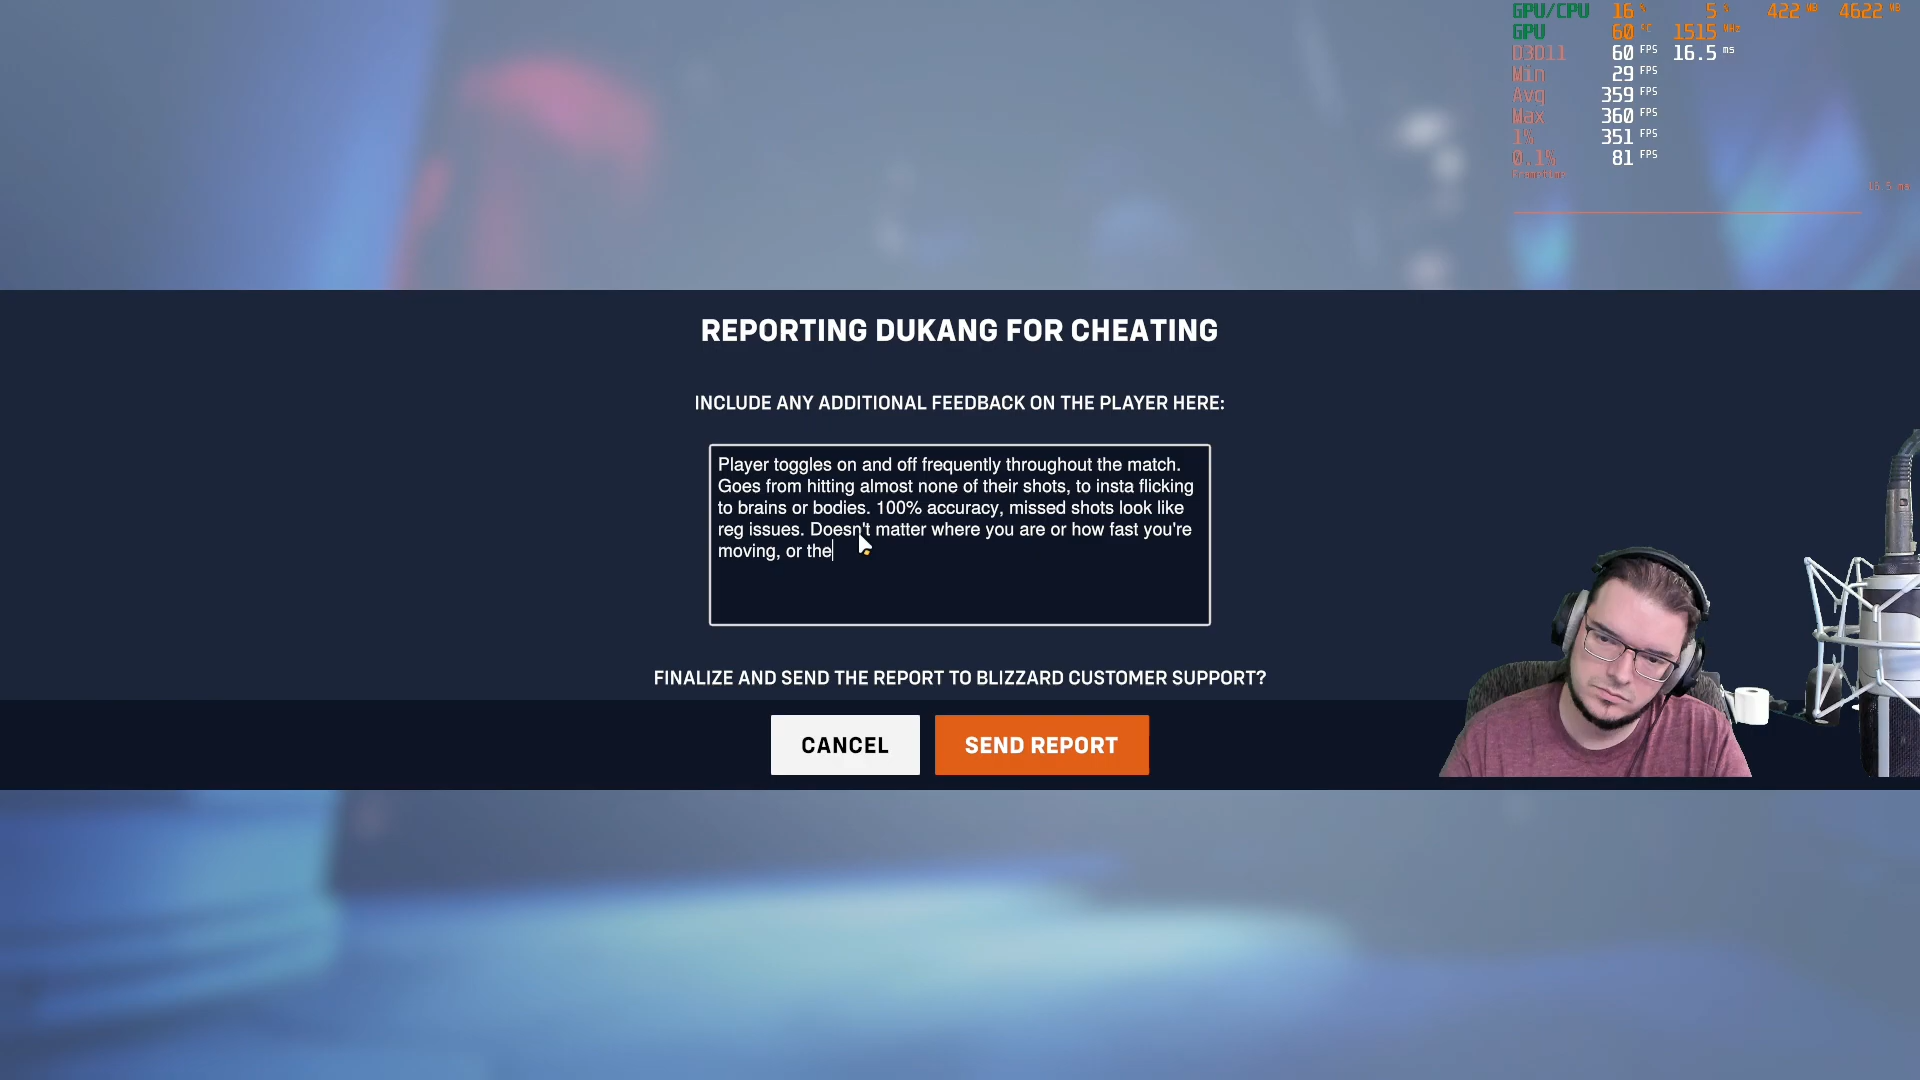 GPU/CPU 16 % 5 % 422 MB 4622 MB
GPU 60 °C 1515 MHz
D3D11 60 FPS 16.5 ms
Min 29 FPS
Avg 359 FPS
Max 360 FPS
1% 351 FPS
0.1% 81 FPS
Frametime
16.5 ms
REPORTING DUKANG FOR CHEATING
INCLUDE ANY ADDITIONAL FEEDBACK ON THE PLAYER HERE:
Player toggles on and off frequently throughout the match.
Goes from hitting almost none of their shots, to insta flicking
to brains or bodies. 100% accuracy, missed shots look like
reg issues. Doesn't matter where you are or how fast you're
moving, or the
FINALIZE AND SEND THE REPORT TO BLIZZARD CUSTOMER SUPPORT?
CANCEL SEND REPORT